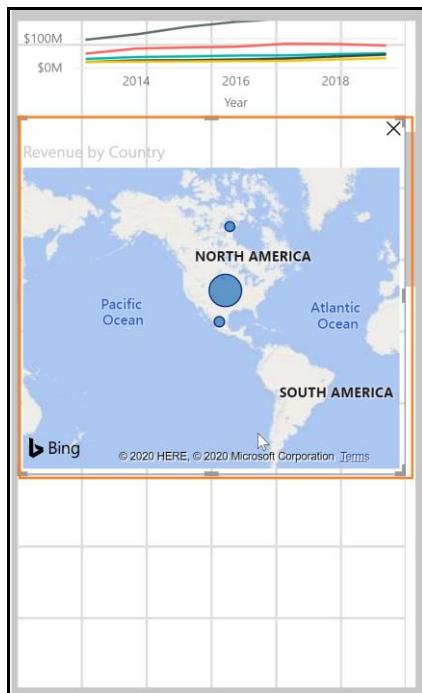 $100M
$0M
2014 2016 2018
Year
Revenue by Country
NORTH AMERICA
Pacific
Ocean
Atlantic
Ocean
SOUTH AMERICA
Bing
© 2020 HERE, © 2020 Microsoft Corporation Terms